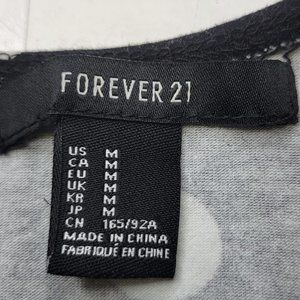 FOREVER 21
US M
CA M
EU M
UK M
KR M
JP M
CN 165/92A
MADE IN CHINA
FABRIQUÉ EN CHINE